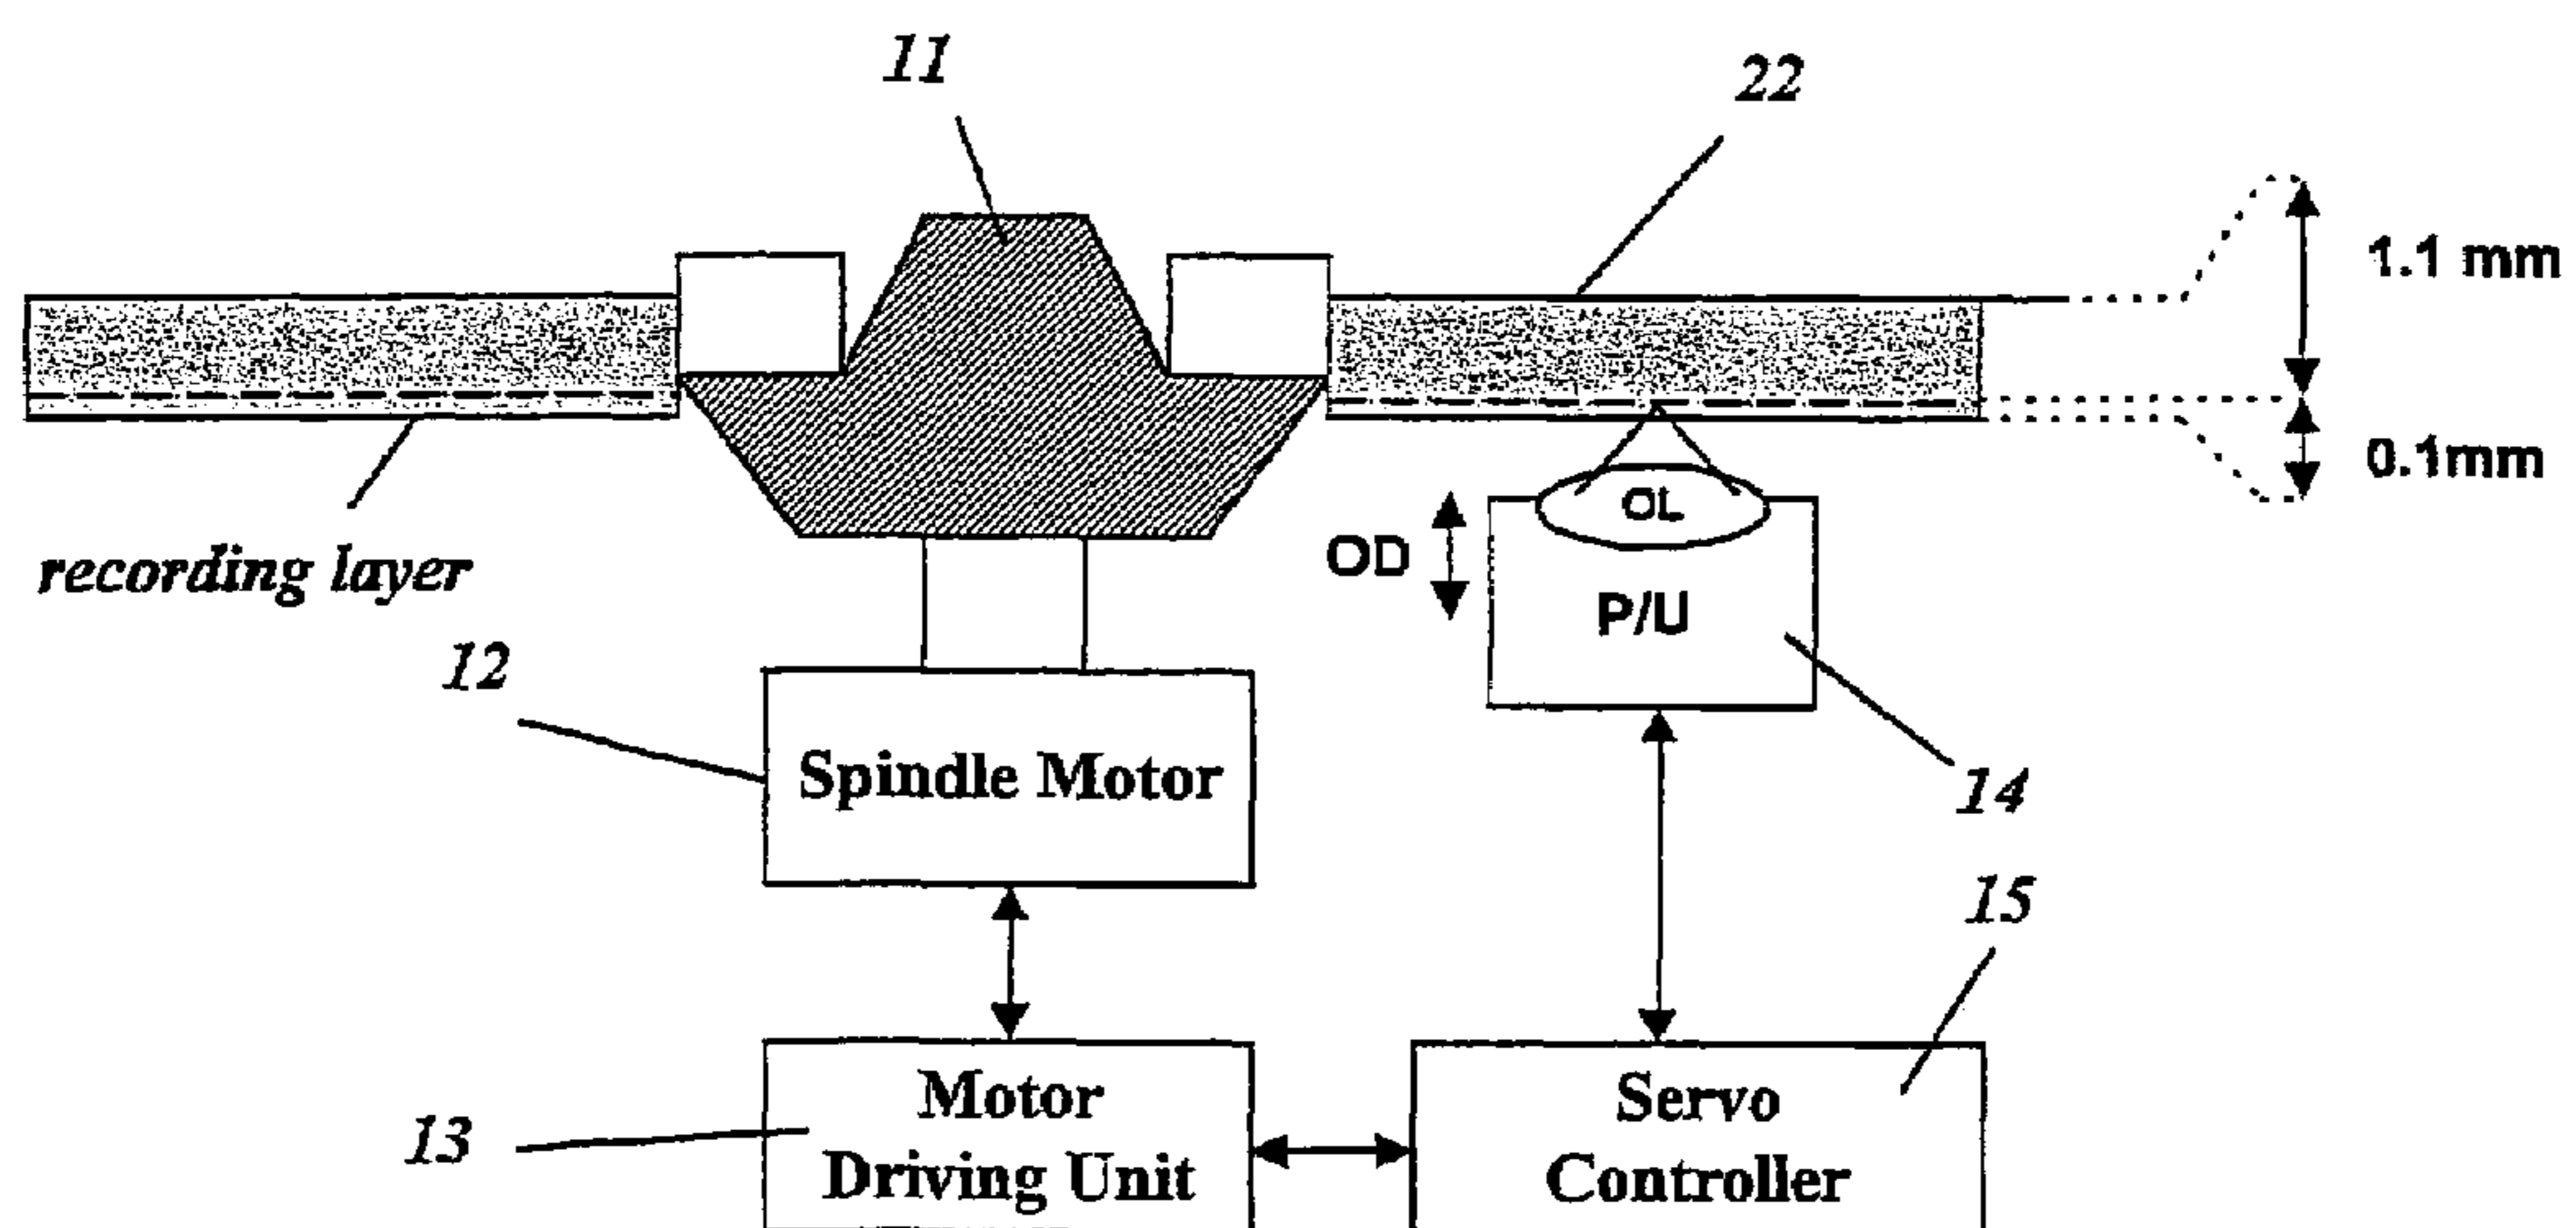 11
22
1.1 mm
0.1mm
OL
OD
P/U
recording layer
12
Spindle Motor
14
15
13
Motor
Driving Unit
Servo
Controller